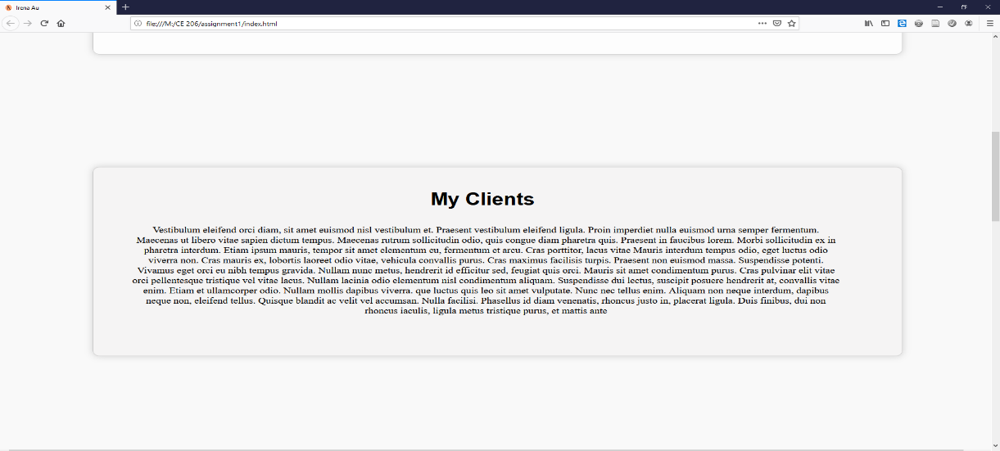 Irena Au
file:///M:/CE 206/assignment1/index.html
My Clients
Vestibulum eleifend orci diam, sit amet euismod nisl vestibulum et. Praesent vestibulum eleifend ligula. Proin imperdiet nulla euismod urna semper fermentum.
Maecenas ut libero vitae sapien dictum tempus. Maecenas rutrum sollicitudin odio, quis congue diam pharetra quis. Praesent in faucibus lorem. Morbi sollicitudin ex in
pharetra interdum. Etiam ipsum mauris, tempor sit amet elementum eu, fermentum et arcu. Cras porttitor, lacus vitae Mauris interdum tempus odio, eget luctus odio
viverra non. Cras mauris ex, lobortis laoreet odio vitae, vehicula convallis purus. Cras maximus facilisis turpis. Praesent non euismod massa. Suspendisse potenti.
Vivamus eget orci eu nibh tempus gravida. Nullam nunc metus, hendrerit id efficitur sed, feugiat quis orci. Mauris sit amet condimentum purus. Cras pulvinar elit vitae
orci pellentesque tristique vel vitae lacus. Nullam lacinia odio elementum nisl condimentum aliquam. Suspendisse dui lectus, suscipit posuere hendrerit at, convallis vitae
enim. Etiam et ullamcorper odio. Nullam mollis dapibus viverra. que luctus quis leo sit amet vulputate. Nunc nec tellus enim. Aliquam non neque interdum, dapibus
neque non, eleifend tellus. Quisque blandit ac velit vel accumsan. Nulla facilisi. Phasellus id diam venenatis, rhoncus justo in, placerat ligula. Duis finibus, dui non
rhoncus iaculis, ligula metus tristique purus, et mattis ante